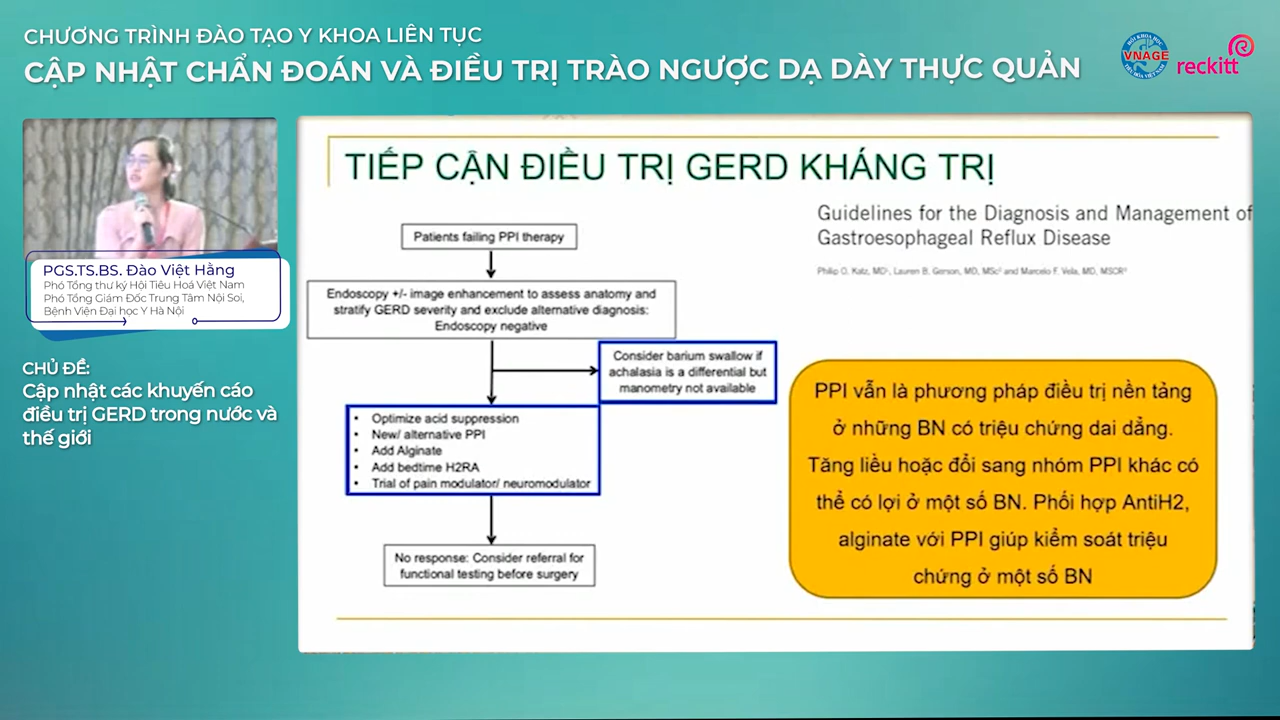 CHƯƠNG TRÌNH ĐÀO TẠO Y KHOA LIÊN TỤC
CẬP NHẬT CHẨN ĐOÁN VÀ ĐIỀU TRỊ TRÀO NGƯỢC DẠ DÀY THỰC QUẢN
HỘI KHOA HỌC
VNAGE
TIÊU HÓA VIỆT NAM
reckitt
PGS.TS.BS. Đào Việt Hằng
Phó Tổng thư ký Hội Tiêu Hoá Việt Nam
Phó Tổng Giám Đốc Trung Tâm Nội Soi,
Bệnh Viện Đại học Y Hà Nội
CHỦ ĐỀ:
Cập nhật các khuyến cáo
điều trị GERD trong nước và
thế giới
TIẾP CẬN ĐIỀU TRỊ GERD KHÁNG TRỊ
Guidelines for the Diagnosis and Management of
Gastroesophageal Reflux Disease
Philip O. Katz, MD¹, Lauren B. Gerson, MD, MSc² and Marcelo F. Vela, MD, MSCR³
Patients failing PPI therapy
Endoscopy +/- image enhancement to assess anatomy and
stratify GERD severity and exclude alternative diagnosis:
Endoscopy negative
Consider barium swallow if
achalasia is a differential but
manometry not available
• Optimize acid suppression
• New/ alternative PPI
• Add Alginate
• Add bedtime H2RA
• Trial of pain modulator/ neuromodulator
No response: Consider referral for
functional testing before surgery
PPI vẫn là phương pháp điều trị nền tảng
ở những BN có triệu chứng dai dẳng.
Tăng liều hoặc đổi sang nhóm PPI khác có
thể có lợi ở một số BN. Phối hợp AntiH2,
alginate với PPI giúp kiểm soát triệu
chứng ở một số BN